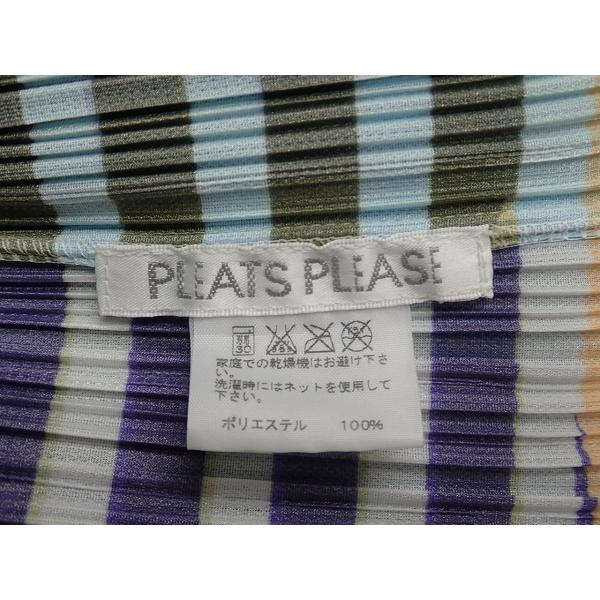 PLEATS PLEASE
30
家庭での乾燥機はお避け下さ
い。
洗濯時にはネットを使用して
下さい。
ポリエステル 100%